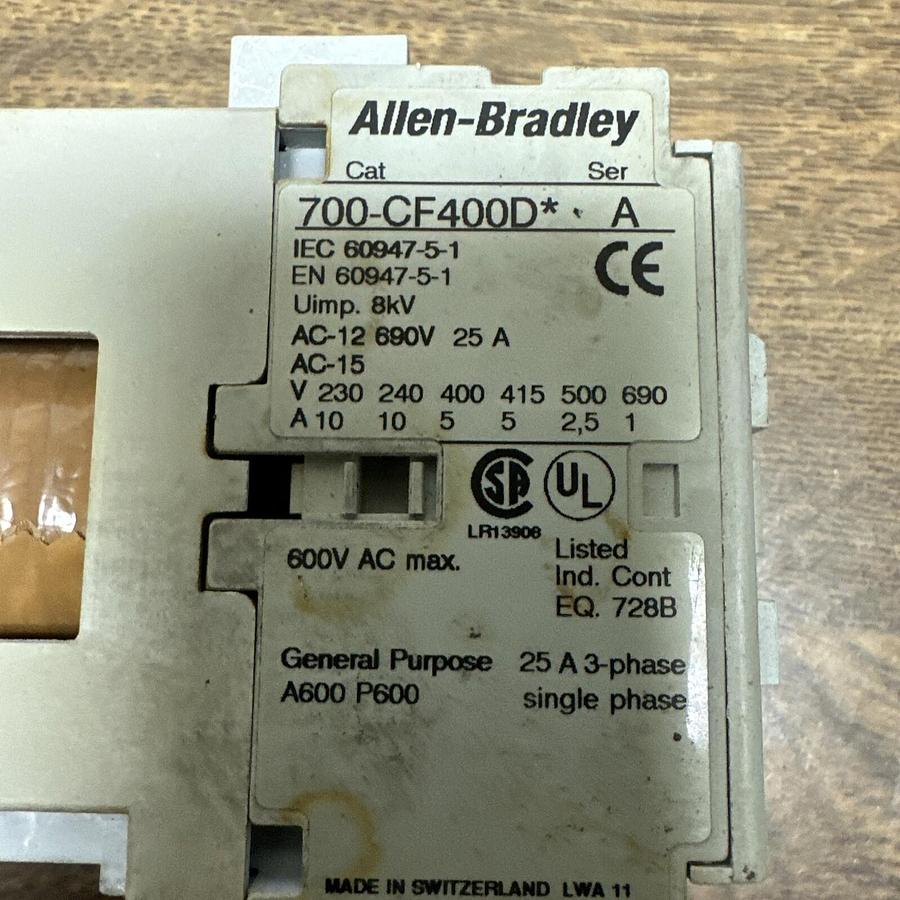 Allen-Bradley
Cat Ser
700-CF400D* A
IEC 60947-5-1
EN 60947-5-1
CE
Uimp. 8kV
AC-12 690V 25 A
AC-15
V 230 240 400 415 500 690
A 10 10 5 5 2,5 1
SA UL
LR13908
600V AC max.
Listed
Ind. Cont
EQ. 728B
General Purpose 25 A 3-phase
A600 P600 single phase
MADE IN SWITZERLAND LWA 11